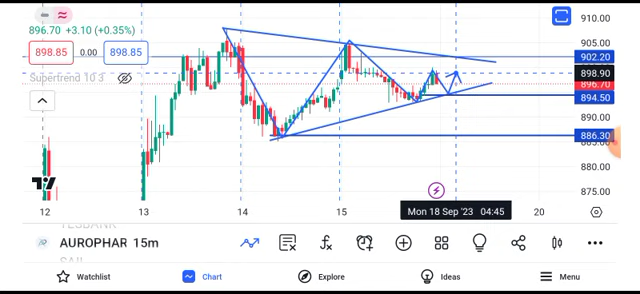 896.70 +3.10 (+0.35%)
898.85 0.00 898.85
Supertrend 10 3
910.00
905.00
902.20
898.90
896.70
894.50
890.00
886.30
880.00
875.00
12 13 14 15 Mon 18 Sep '23 04:45 20
YESBANK
AUROPHAR 15m
SAIL
Watchlist Chart Explore Ideas Menu